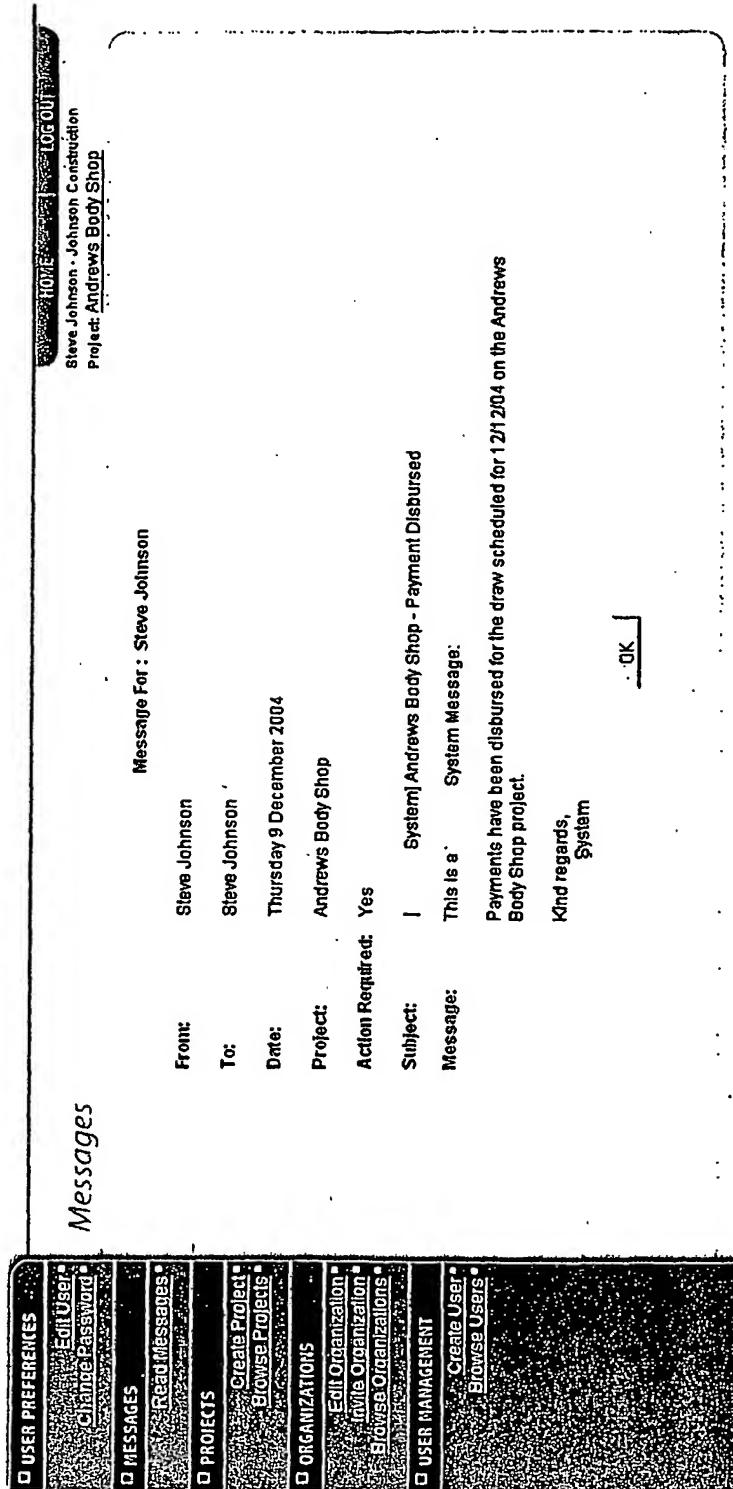 HOME | LOG OUT
Steve Johnson - Johnson Construction
Project: Andrews Body Shop
USER PREFERENCES
Edit User
Change Password
MESSAGES
Read Messages
PROJECTS
Create Project
Browse Projects
ORGANIZATIONS
Edit Organization
Invite Organization
Browse Organizations
USER MANAGEMENT
Create User
Browse Users
Messages
Message For : Steve Johnson
From: Steve Johnson
To: Steve Johnson
Date: Thursday 9 December 2004
Project: Andrews Body Shop
Action Required: Yes
Subject: [ System] Andrews Body Shop - Payment Disbursed
Message: This is a System Message:
Payments have been disbursed for the draw scheduled for 12/12/04 on the Andrews
Body Shop project.
Kind regards,
System
OK